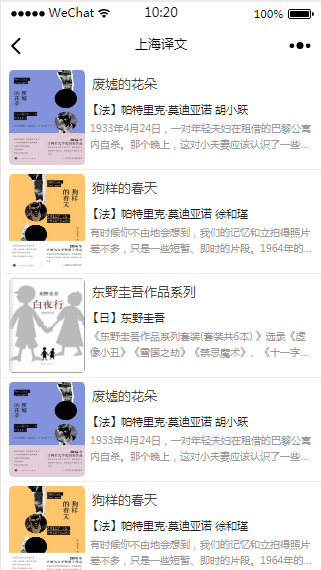 WeChat
10:20
100%
上海译文
废墟的花朵
【法】帕特里克·莫迪亚诺 胡小跃
1933年4月24日，一对年轻夫妇在租借的巴黎公寓
内自杀。那个晚上，这对小夫妻应该认识了一些...
狗样的春天
【法】帕特里克·莫迪亚诺 徐和瑾
有时候你不由地会想到，我们的记忆和立拍得照片
差不多，只是一些短暂、即时的片段。1964年的...
东野圭吾
白夜行
东野圭吾作品系列
【日】东野圭吾
《东野圭吾作品系列套装(套装共6本) 》选录《虚
像小丑》《雪国之劫》《禁忌魔术》、《十一字...
废墟的花朵
【法】帕特里克·莫迪亚诺 胡小跃
1933年4月24日，一对年轻夫妇在租借的巴黎公寓
内自杀。那个晚上，这对小夫妻应该认识了一些...
狗样的春天
【法】帕特里克·莫迪亚诺 徐和瑾
有时候你不由地会想到，我们的记忆和立拍得照片
差不多，只是一些短暂、即时的片段。1964年的...